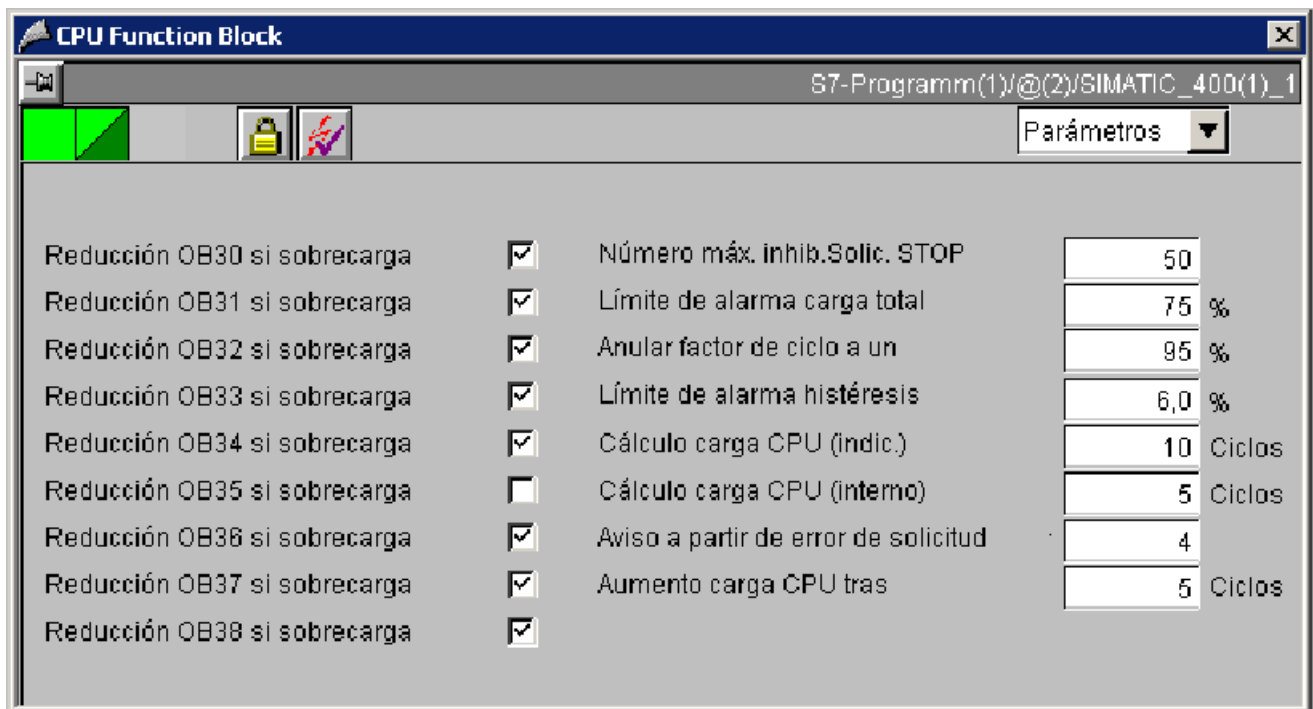 CPU Function Block
S7-Programm(1)/@(2)/SIMATIC_400(1)_1
Parámetros
Reducción OB30 si sobrecarga Número máx. inhib.Solic. STOP 50
Reducción OB31 si sobrecarga Límite de alarma carga total 75 %
Reducción OB32 si sobrecarga Anular factor de ciclo a un 95 %
Reducción OB33 si sobrecarga Límite de alarma histéresis 6,0 %
Reducción OB34 si sobrecarga Cálculo carga CPU (indic.) 10 Ciclos
Reducción OB35 si sobrecarga Cálculo carga CPU (interno) 5 Ciclos
Reducción OB36 si sobrecarga Aviso a partir de error de solicitud 4
Reducción OB37 si sobrecarga Aumento carga CPU tras 5 Ciclos
Reducción OB38 si sobrecarga